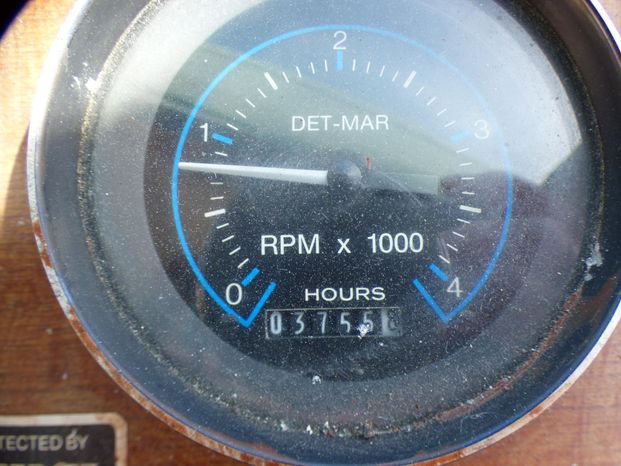 2
DET-MAR
1
3
RPM x 1000
0
4
HOURS
03755
TECTED BY